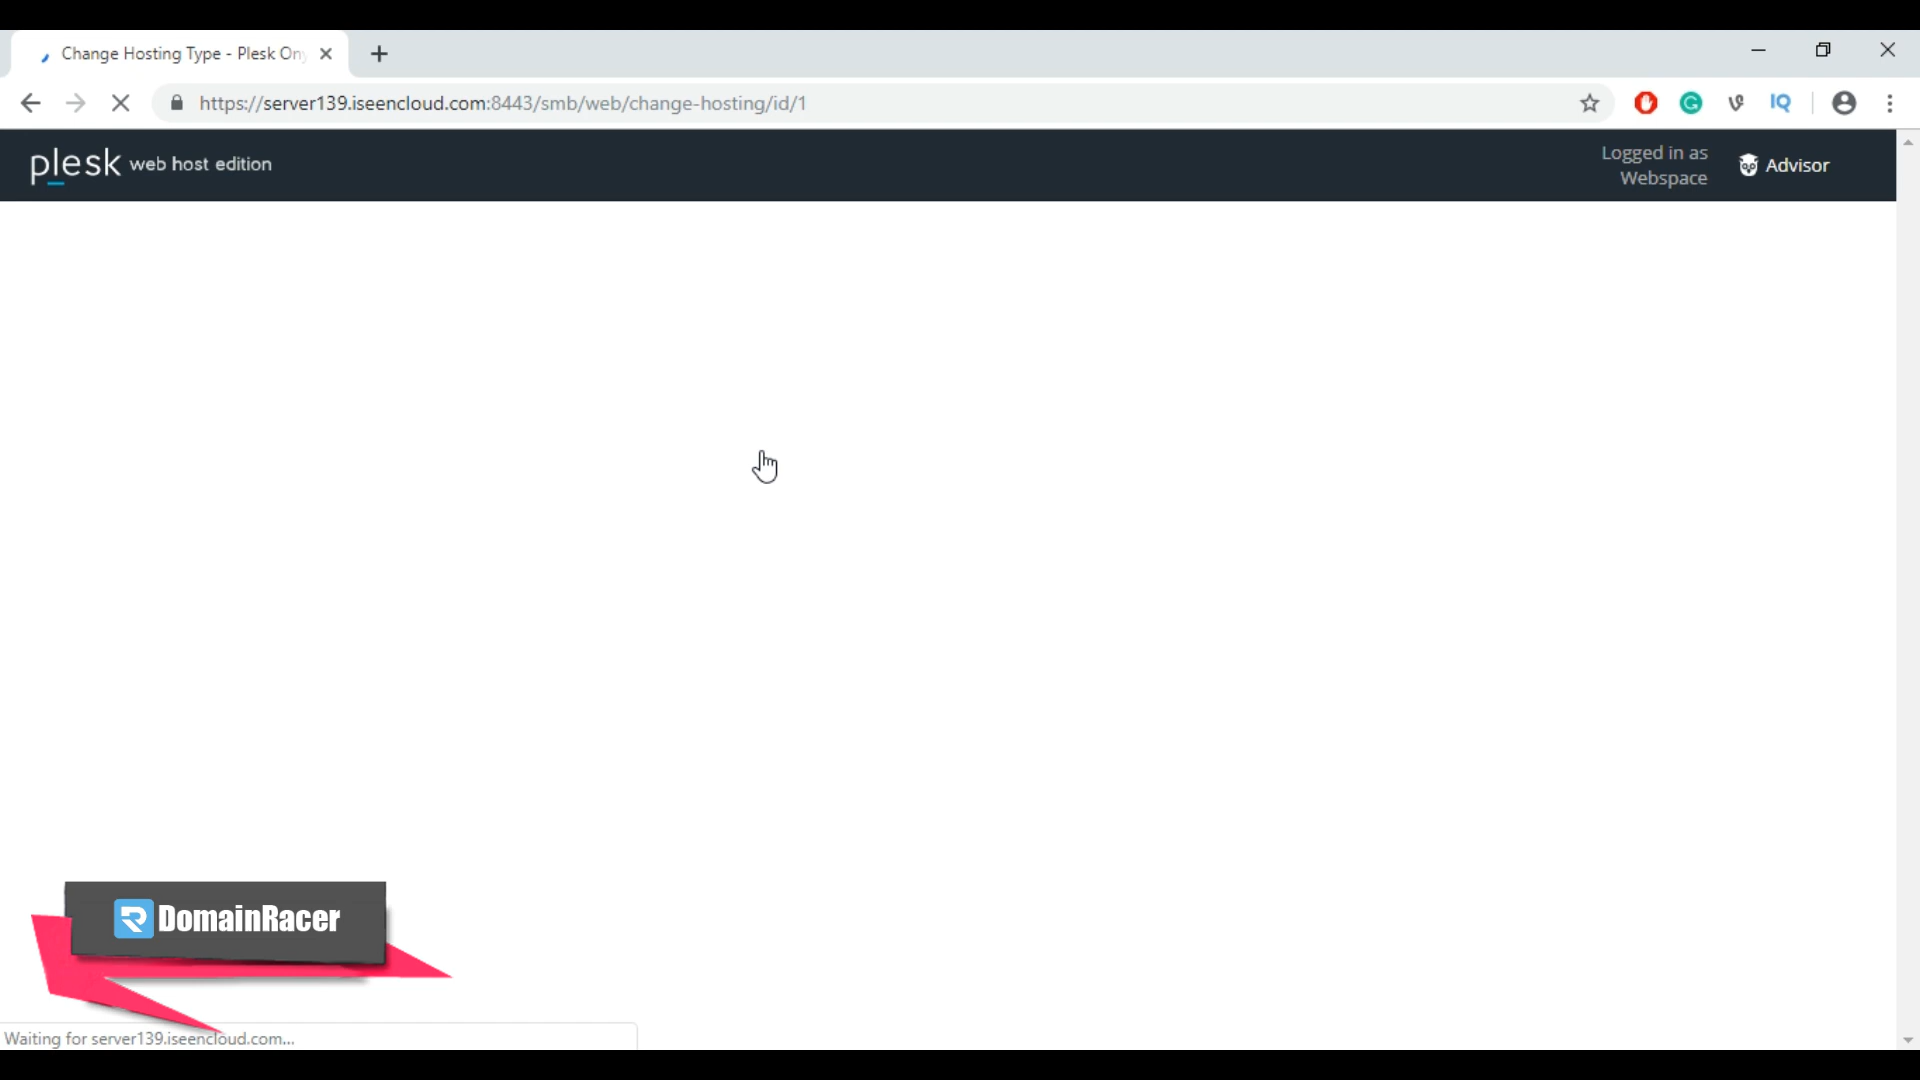 Change Hosting Type - Plesk On
https://server139.iseencloud.com:8443/smb/web/change-hosting/id/1
IQ
plesk web host edition
Logged in as
Webspace
Advisor
R DomainRacer
Waiting for server139.iseencloud.com...